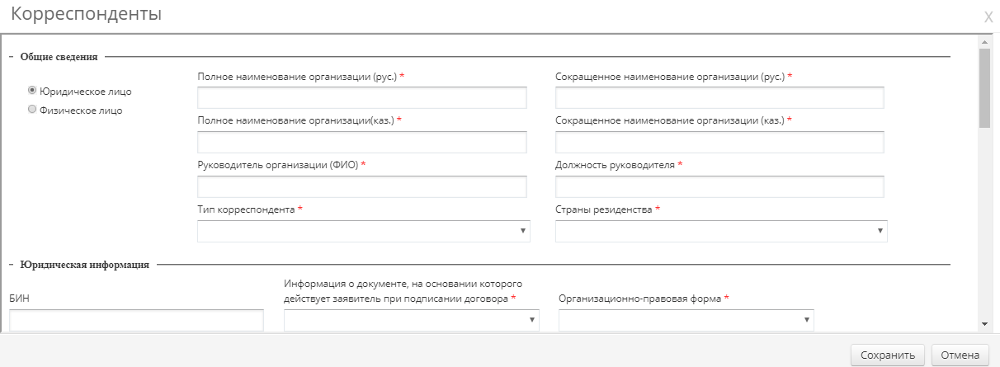 Корреспонденты
X
Общие сведения
Юридическое лицо
Физическое лицо
Полное наименование организации (рус.) *
Сокращенное наименование организации (рус.) *
Полное наименование организации(каз.) *
Сокращенное наименование организации (каз.) *
Руководитель организации (ФИО) *
Должность руководителя *
Тип корреспондента *
Страны резиденства *
Юридическая информация
БИН
Информация о документе, на основании которого
действует заявитель при подписании договора *
Организационно-правовая форма *
Сохранить
Отмена